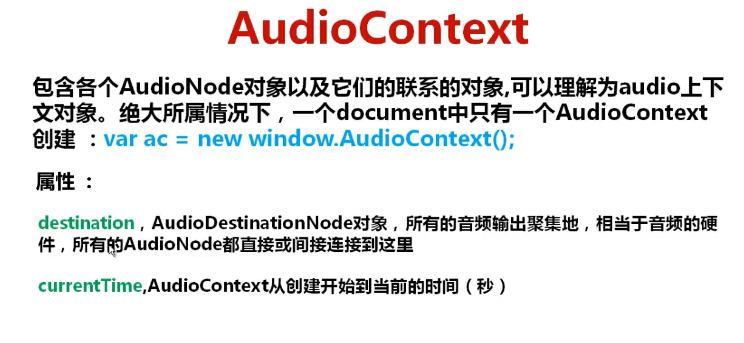 AudioContext
包含各个AudioNode对象以及它们的联系的对象,可以理解为audio上下
文对象。绝大所属情况下，一个document中只有一个AudioContext
创建 ：var ac = new window.AudioContext();
属性 ：
destination，AudioDestinationNode对象，所有的音频输出聚集地，相当于音频的硬
件，所有的AudioNode都直接或间接连接到这里
currentTime,AudioContext从创建开始到当前的时间（秒）